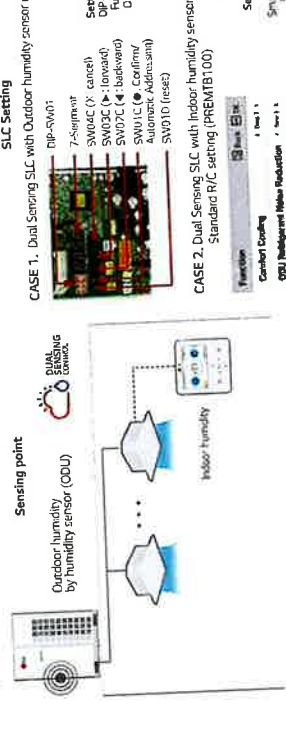 Sensing point
Outdoor humidity
by humidity sensor (ODU)
DUAL
SENSING
CONTROL
Indoor humidity
SLC Setting
CASE 1. Dual Sensing SLC with Outdoor humidity sensor
DIP-SW01
7-Segment
SW04C (X: cancel)
SW03C (▶: forward)
SW02C (◀: backward)
SW01C (●: Confirm/
Automatic Addressing)
SW01D (reset)
CASE 2. Dual Sensing SLC with Indoor humidity sensor
Standard R/C setting (PREMTB100)
Function
Back
OK
Comfort Cooling
ODU Refrigerant Noise Reduction